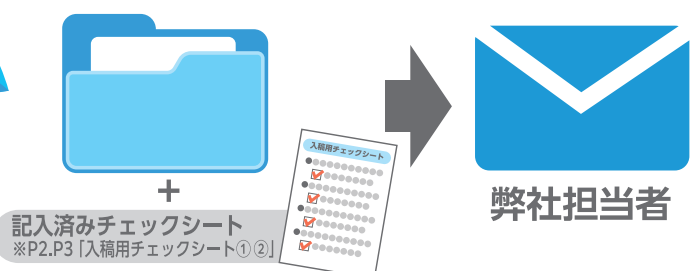 入稿用チェックシート
+
記入済みチェックシート
※P2.P3「入稿用チェックシート①②」
弊社担当者